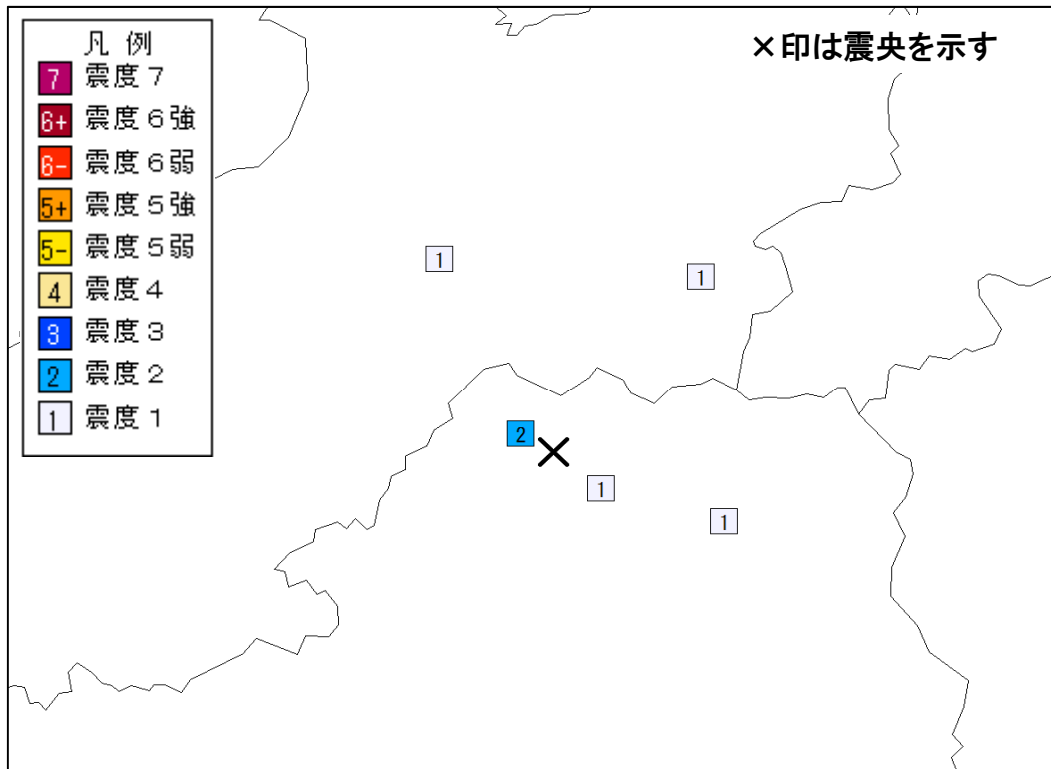 凡 例
7 震度７
6+ 震度６強
6- 震度６弱
5+ 震度５強
5- 震度５弱
4 震度４
3 震度３
2 震度２
1 震度１
×印は震央を示す
1
1
2
1
1